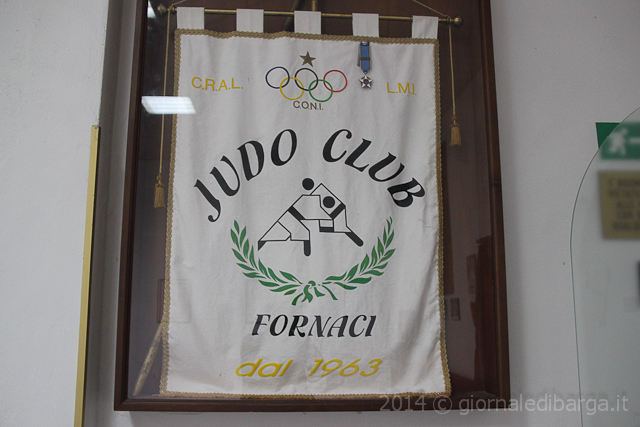 C.R.A.L.
L.M.I.
C.O.N.I.
JUDO CLUB
FORNACI
dal 1963
2014 © giornaledibarga.it